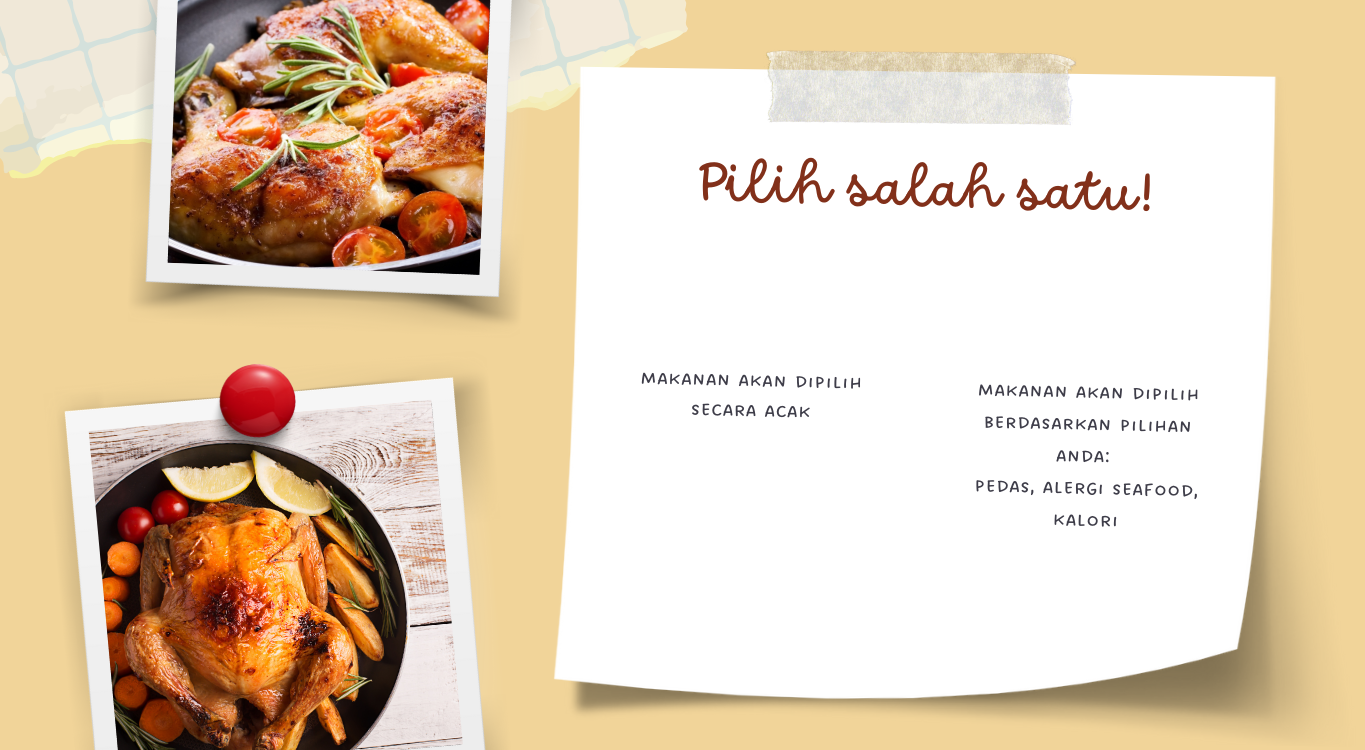 Pilih salah satu!
MAKANAN AKAN DIPILIH
SECARA ACAK
MAKANAN AKAN DIPILIH
BERDASARKAN PILIHAN
ANDA:
PEDAS, ALERGI SEAFOOD,
KALORI